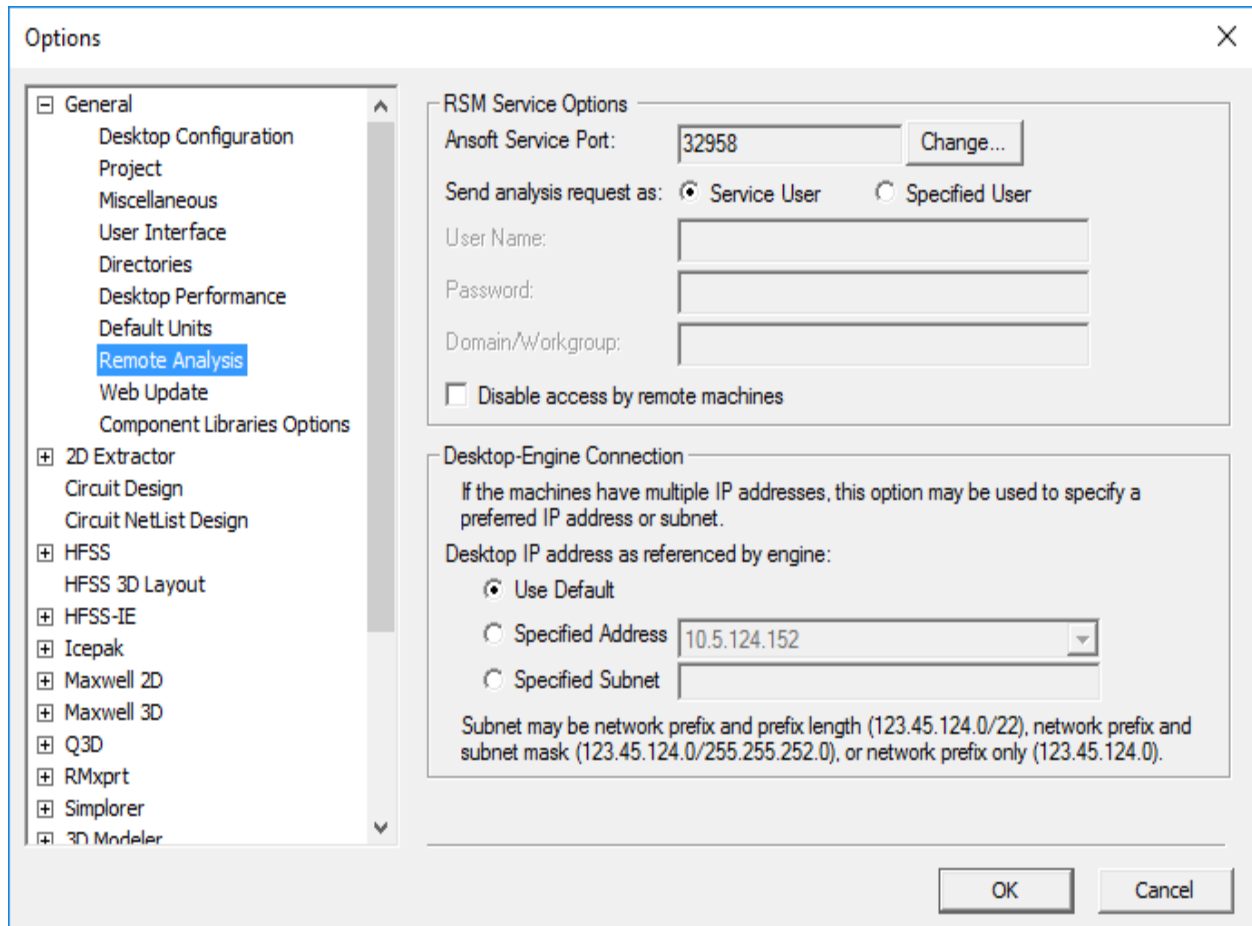 Options
General
Desktop Configuration
Project
Miscellaneous
User Interface
Directories
Desktop Performance
Default Units
Remote Analysis
Web Update
Component Libraries Options
2D Extractor
Circuit Design
Circuit NetList Design
HFSS
HFSS 3D Layout
HFSS-IE
Icepak
Maxwell 2D
Maxwell 3D
Q3D
RMxprt
Simplorer
3D Modeler
RSM Service Options
Ansoft Service Port: 32958 Change...
Send analysis request as: Service User Specified User
User Name:
Password:
Domain/Workgroup:
Disable access by remote machines
Desktop-Engine Connection
If the machines have multiple IP addresses, this option may be used to specify a
preferred IP address or subnet.
Desktop IP address as referenced by engine:
Use Default
Specified Address 10.5.124.152
Specified Subnet
Subnet may be network prefix and prefix length (123.45.124.0/22), network prefix and
subnet mask (123.45.124.0/255.255.252.0), or network prefix only (123.45.124.0).
OK Cancel